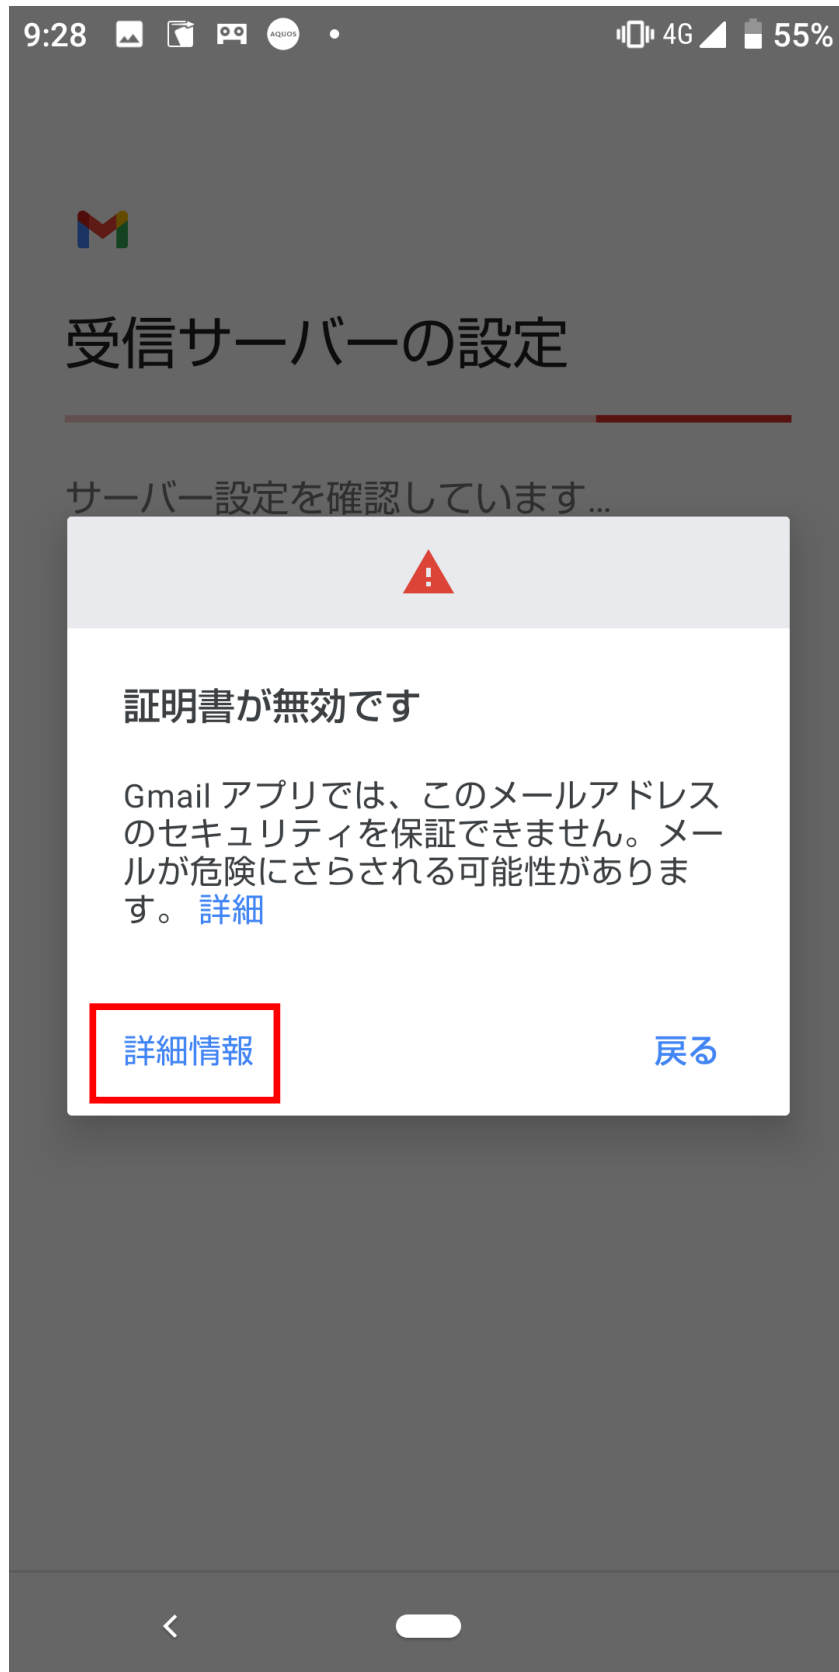 9:28 AQUOS 4G 55%
受信サーバーの設定
サーバー設定を確認しています...
証明書が無効です
Gmail アプリでは、このメールアドレス
のセキュリティを保証できません。メー
ルが危険にさらされる可能性がありま
す。 詳細
詳細情報 戻る